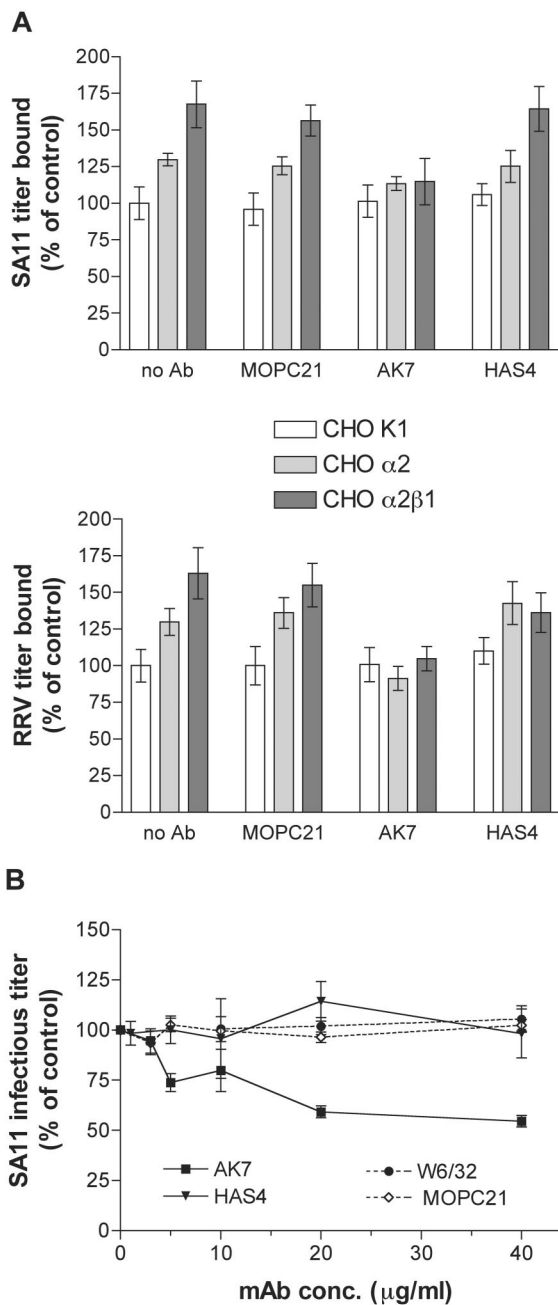 A
SA11 titer bound
(% of control)
200
175
150
125
100
75
50
25
0
no Ab MOPC21 AK7 HAS4
CHO K1
CHO α2
CHO α2β1
RRV titer bound
(% of control)
200
175
150
125
100
75
50
25
0
no Ab MOPC21 AK7 HAS4
B
SA11 infectious titer
(% of control)
150
125
100
75
50
25
0
AK7 W6/32
HAS4 MOPC21
0 10 20 30 40
mAb conc. (μg/ml)